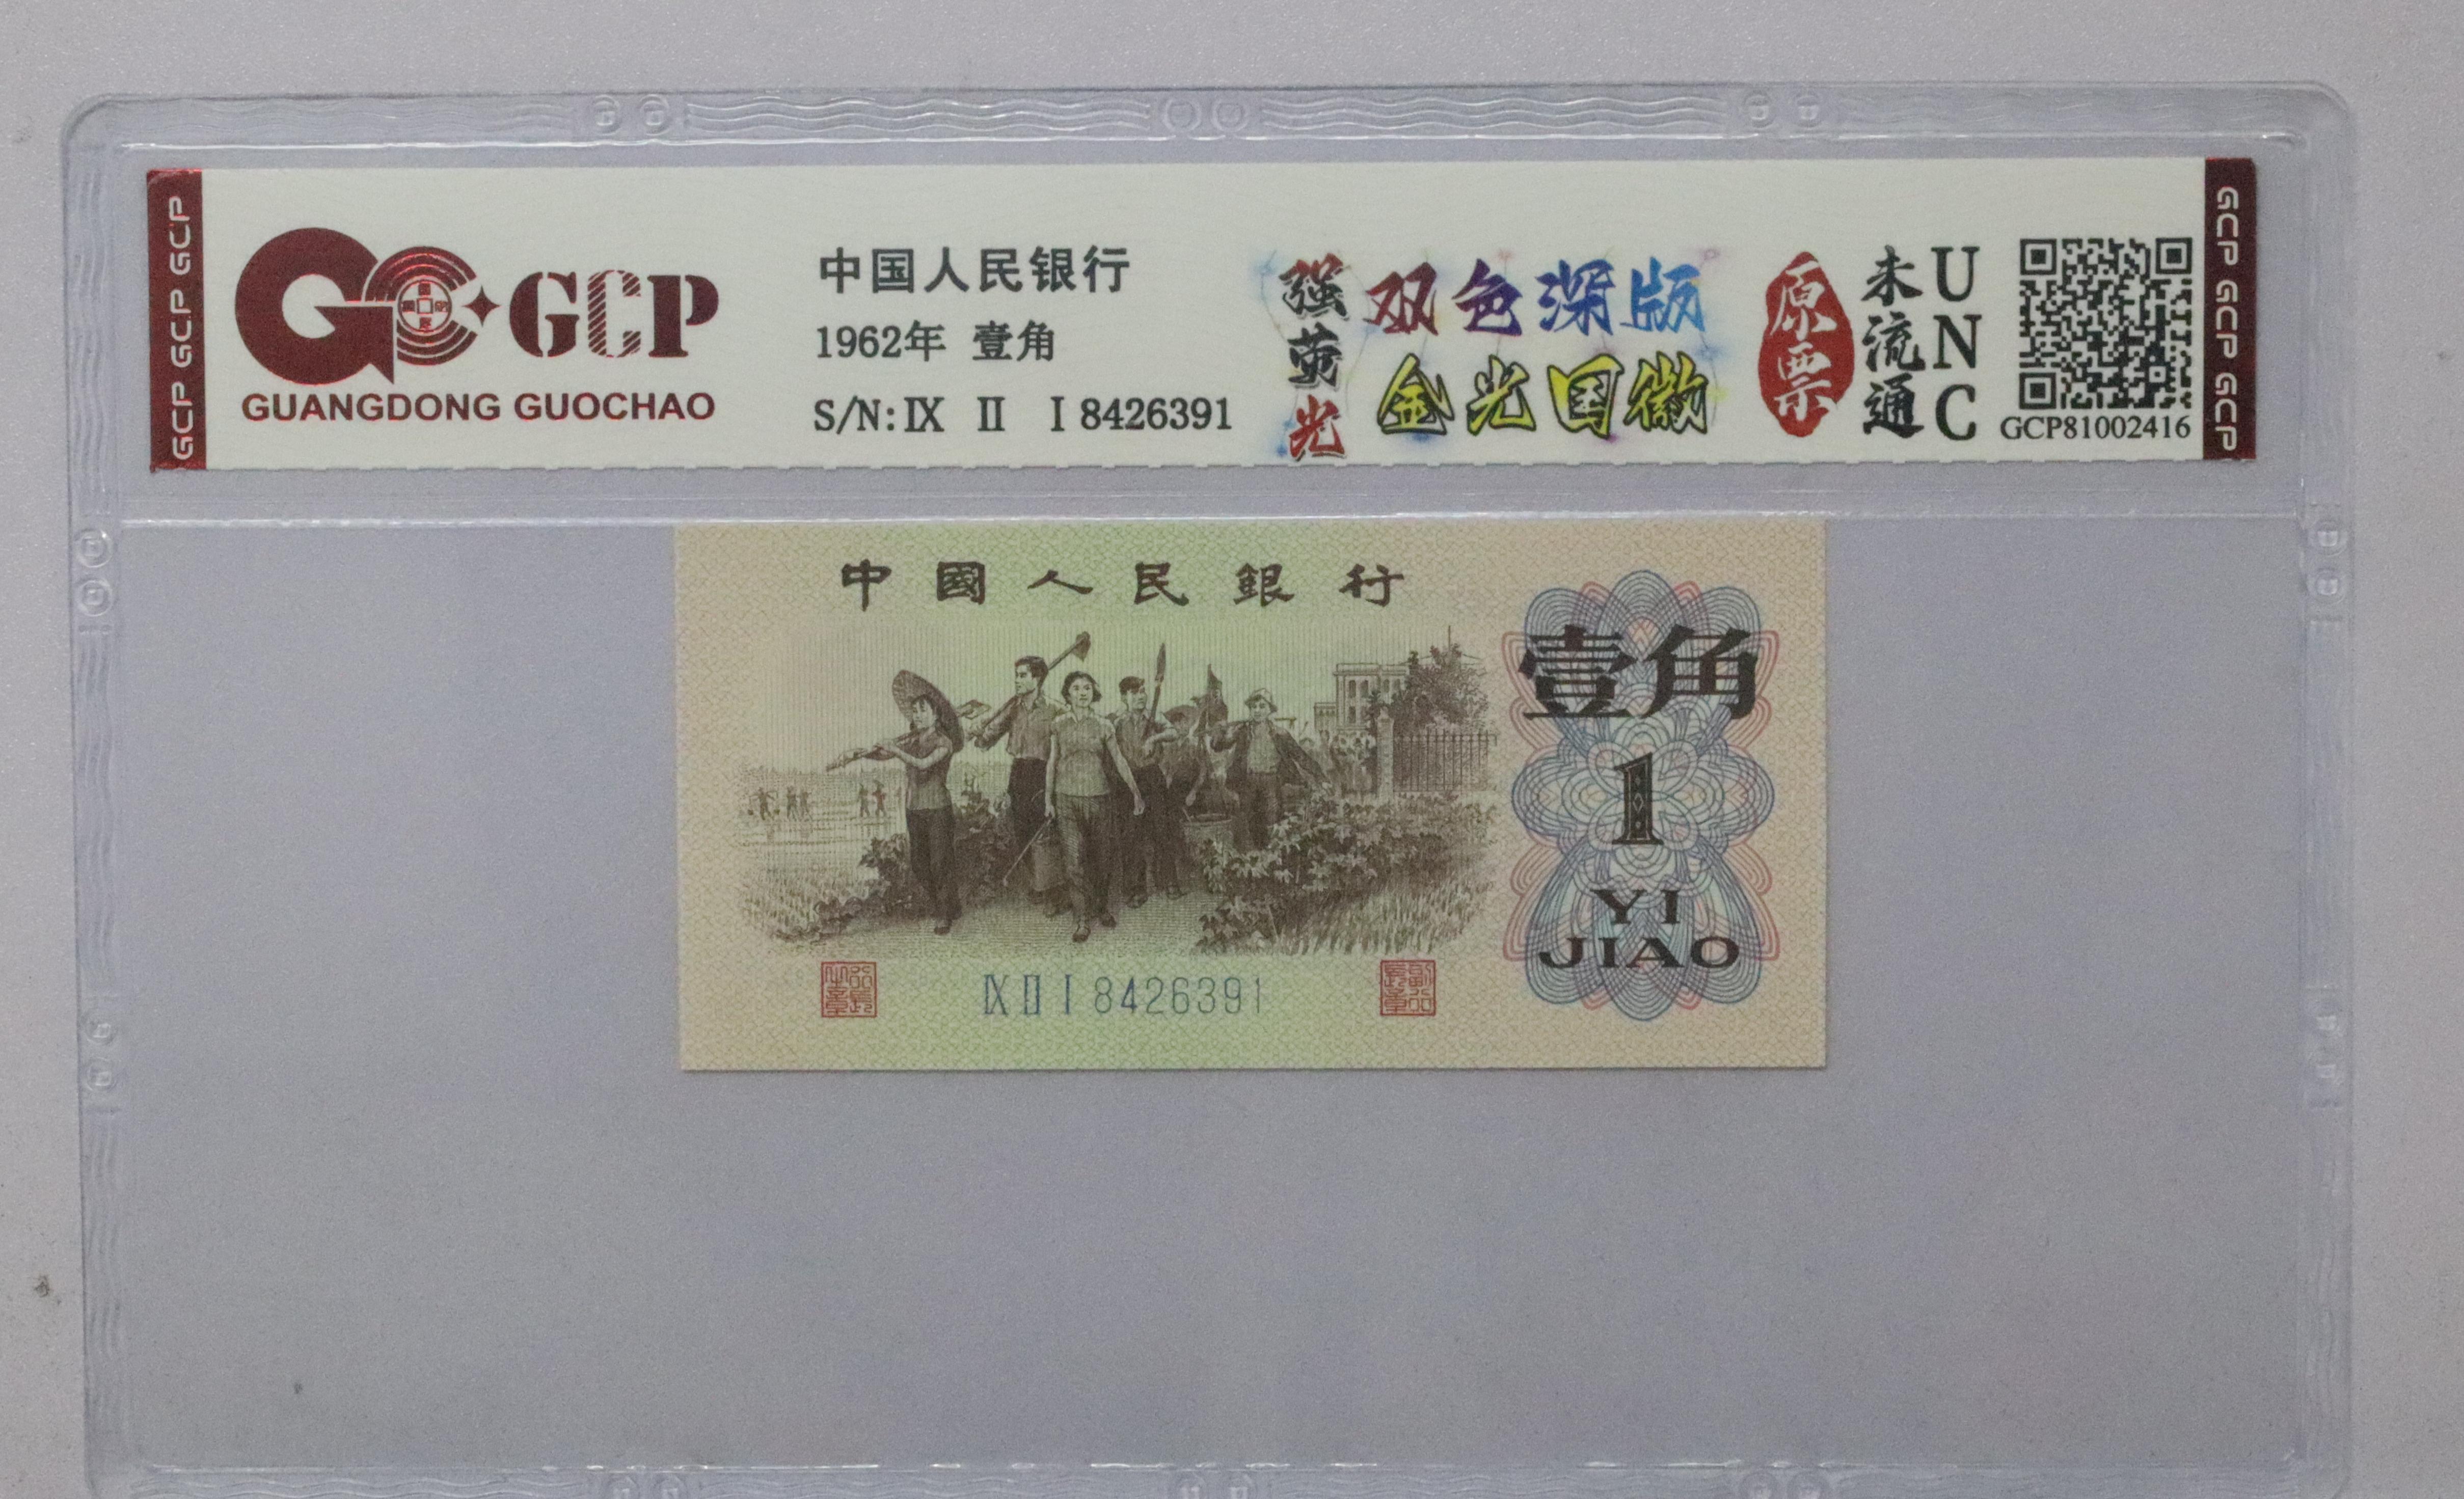 GCP GCP GCP
GCP
GUANGDONG GUOCHAO
中国人民银行
1962年 壹角
S/N: IX II I 8426391
强荧光
双色深版
金光国徽
原票
未流通
UNC
GCP81002416
GCP GCP GCP
中國人民銀行
壹角
1
YI
JIAO
IX II I 8426391